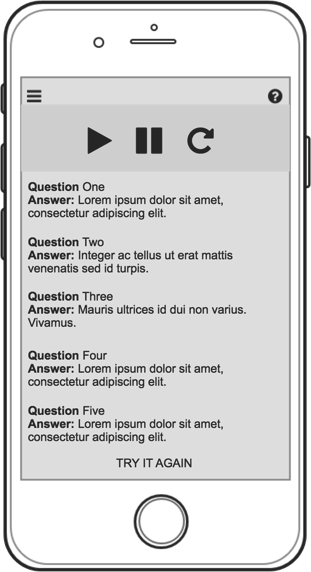 Question One
Answer: Lorem ipsum dolor sit amet,
consectetur adipiscing elit.
Question Two
Answer: Integer ac tellus ut erat mattis
venenatis sed id turpis.
Question Three
Answer: Mauris ultrices id dui non varius.
Vivamus.
Question Four
Answer: Lorem ipsum dolor sit amet,
consectetur adipiscing elit.
Question Five
Answer: Lorem ipsum dolor sit amet,
consectetur adipiscing elit.
TRY IT AGAIN